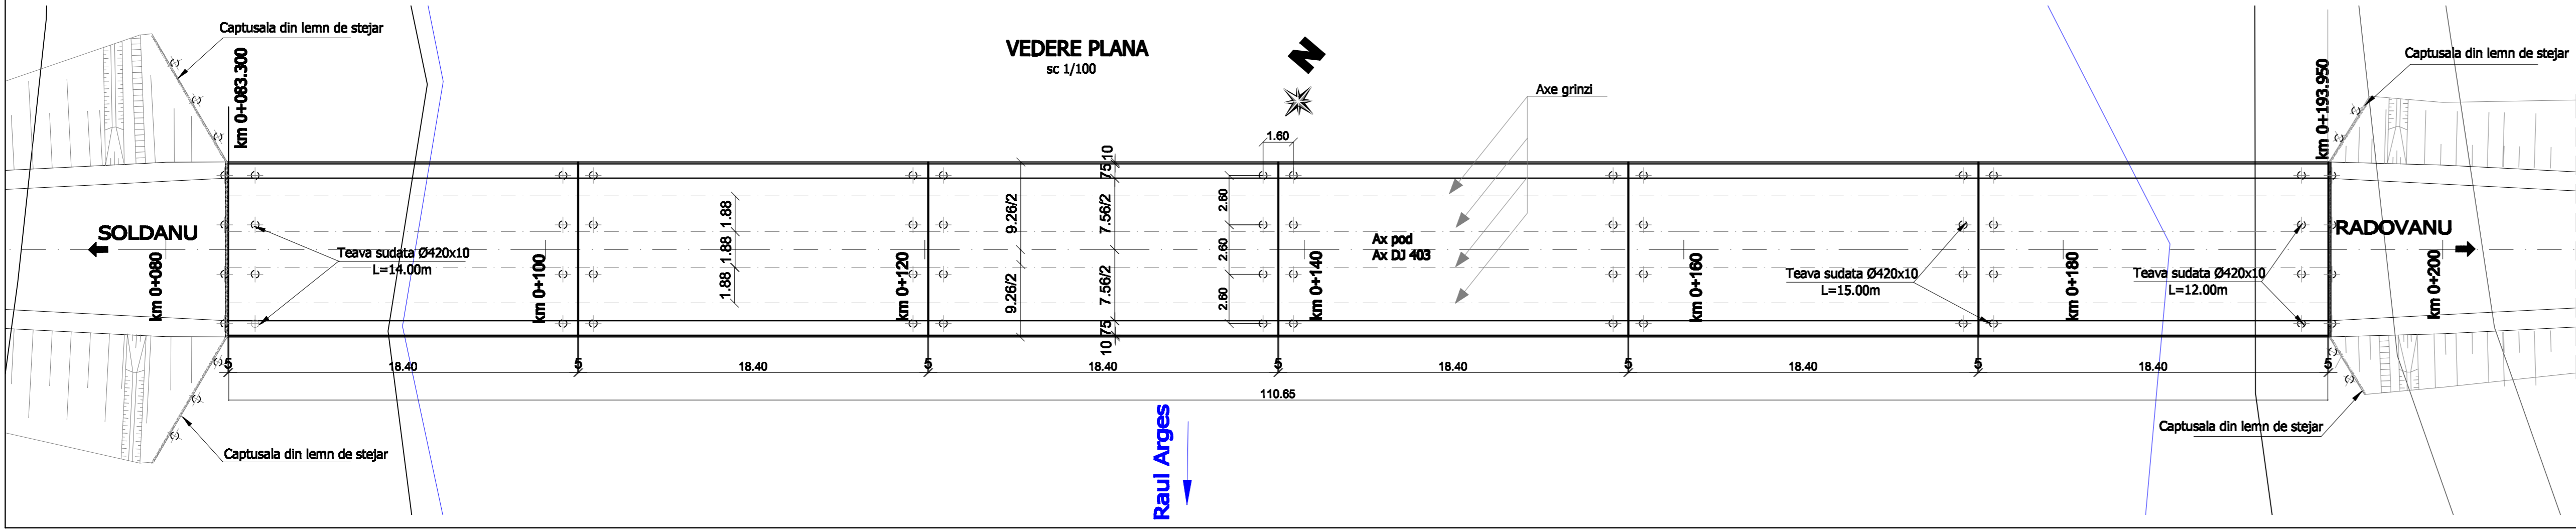 Captusala din lemn de stejar
km 0+083.300
VEDERE PLANA
sc 1/100
N
Axe grinzi
km 0+193.950
Captusala din lemn de stejar
1.60
10
75
SOLDANU
km 0+080
Teava sudata Ø420x10
L=14.00m
km 0+100
1.88
1.88
1.88
km 0+120
9.26/2
9.26/2
7.56/2
7.56/2
75
10
2.60
2.60
2.60
km 0+140
Ax pod
Ax DJ 403
km 0+160
Teava sudata Ø420x10
L=15.00m
km 0+180
Teava sudata Ø420x10
L=12.00m
RADOVANU
km 0+200
5
18.40
5
18.40
5
18.40
5
18.40
5
18.40
5
18.40
5
110.65
Captusala din lemn de stejar
Raul Arges
Captusala din lemn de stejar